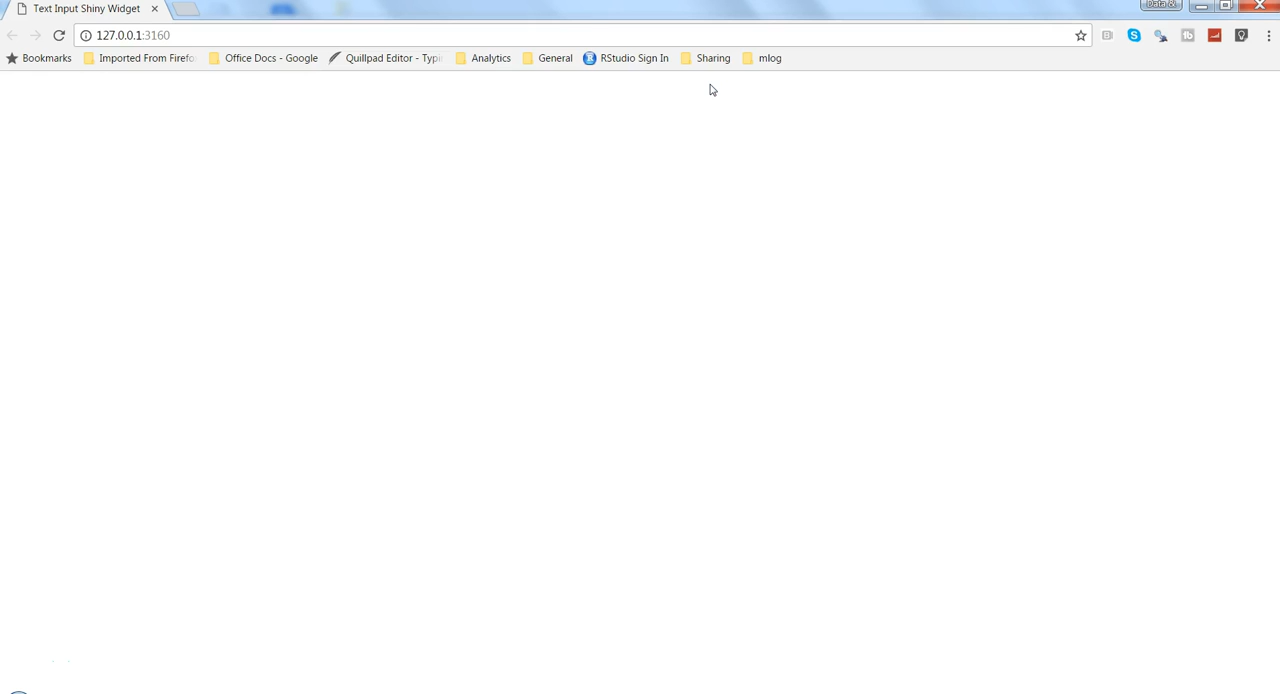 Text Input Shiny Widget
Data &
127.0.0.1:3160
Bookmarks Imported From Firefo Office Docs - Google Quillpad Editor - Typi Analytics General RStudio Sign In Sharing mlog